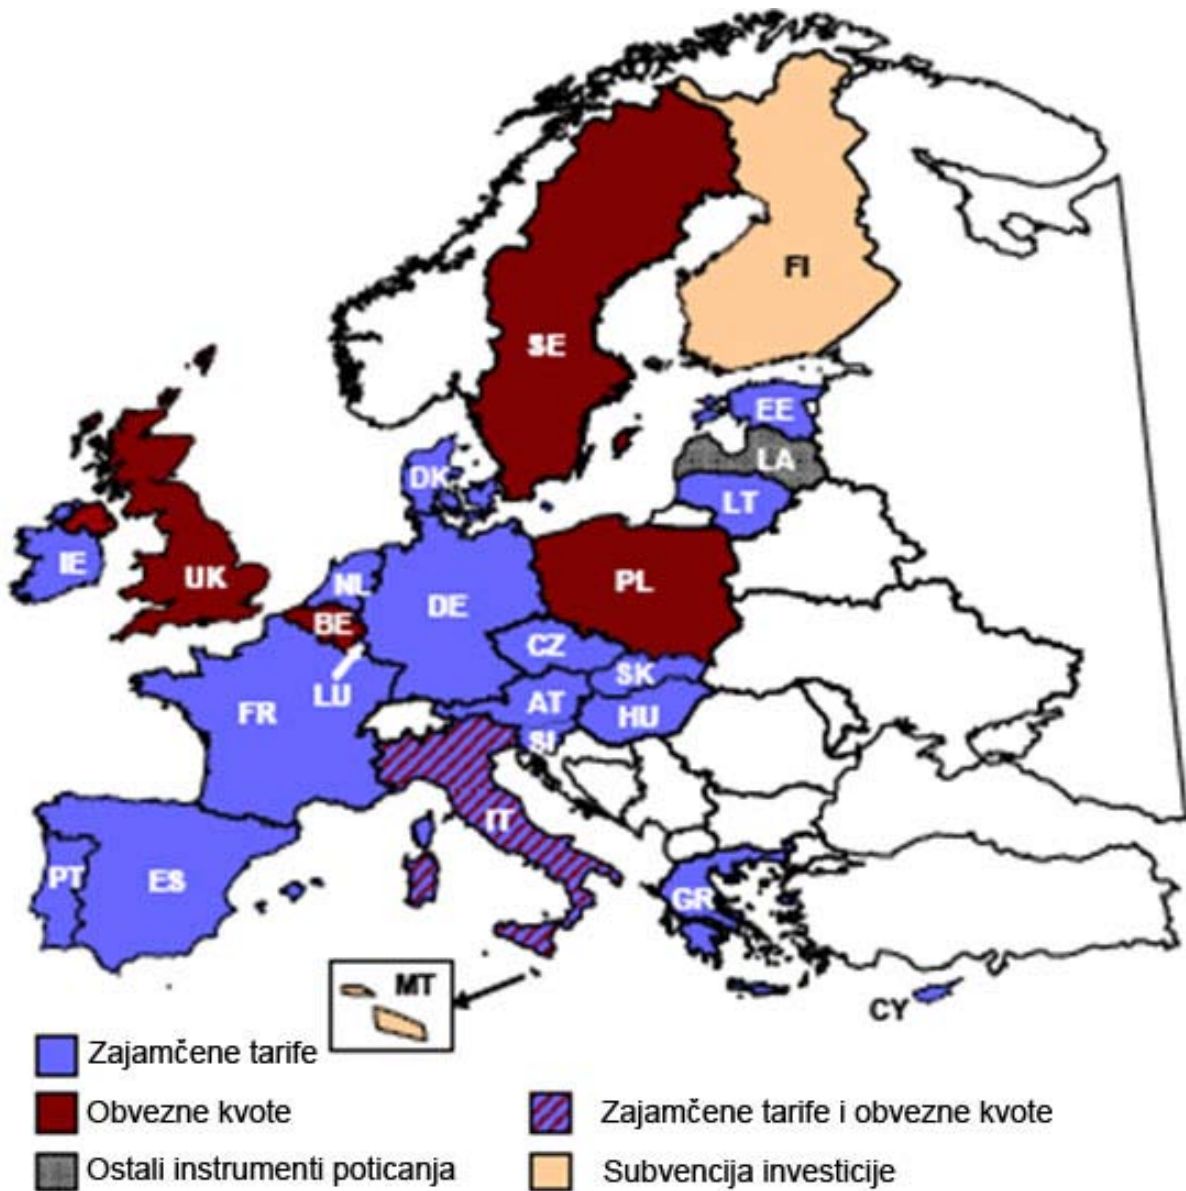 FI
SE
EE
LA
LT
DK
IE
UK
NL
BE
DE
PL
CZ
SK
LU
FR
AT
HU
SI
IT
PT
ES
GR
MT
CY
Zajamčene tarife
Obvezne kvote
Zajamčene tarife i obvezne kvote
Ostali instrumenti poticanja
Subvencija investicije